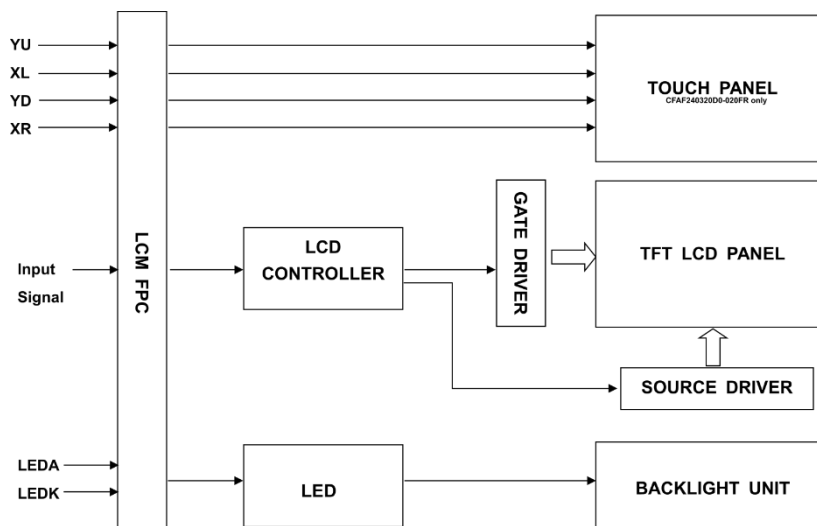 YU
XL
YD
XR
TOUCH PANEL
CFAF240320D0-020FR only
LCM FPC
Input
Signal
LCD
CONTROLLER
GATE DRIVER
TFT LCD PANEL
SOURCE DRIVER
LEDA
LEDK
LED
BACKLIGHT UNIT